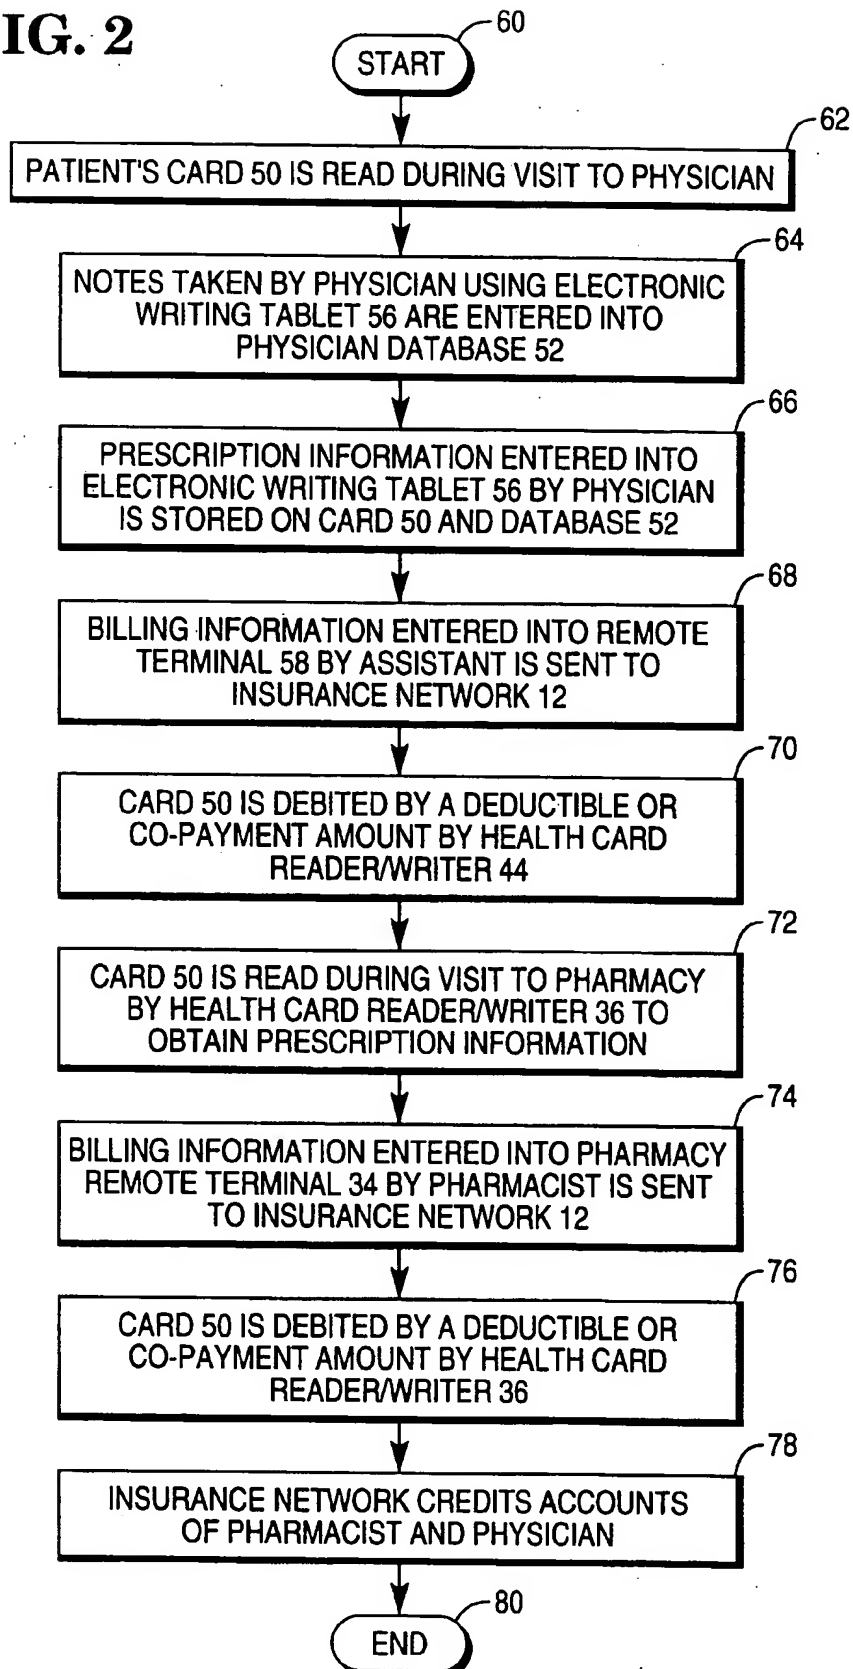 IG. 2
60
START
62
PATIENT'S CARD 50 IS READ DURING VISIT TO PHYSICIAN
64
NOTES TAKEN BY PHYSICIAN USING ELECTRONIC
WRITING TABLET 56 ARE ENTERED INTO
PHYSICIAN DATABASE 52
66
PRESCRIPTION INFORMATION ENTERED INTO
ELECTRONIC WRITING TABLET 56 BY PHYSICIAN
IS STORED ON CARD 50 AND DATABASE 52
68
BILLING INFORMATION ENTERED INTO REMOTE
TERMINAL 58 BY ASSISTANT IS SENT TO
INSURANCE NETWORK 12
70
CARD 50 IS DEBITED BY A DEDUCTIBLE OR
CO-PAYMENT AMOUNT BY HEALTH CARD
READER/WRITER 44
72
CARD 50 IS READ DURING VISIT TO PHARMACY
BY HEALTH CARD READER/WRITER 36 TO
OBTAIN PRESCRIPTION INFORMATION
74
BILLING INFORMATION ENTERED INTO PHARMACY
REMOTE TERMINAL 34 BY PHARMACIST IS SENT
TO INSURANCE NETWORK 12
76
CARD 50 IS DEBITED BY A DEDUCTIBLE OR
CO-PAYMENT AMOUNT BY HEALTH CARD
READER/WRITER 36
78
INSURANCE NETWORK CREDITS ACCOUNTS
OF PHARMACIST AND PHYSICIAN
80
END